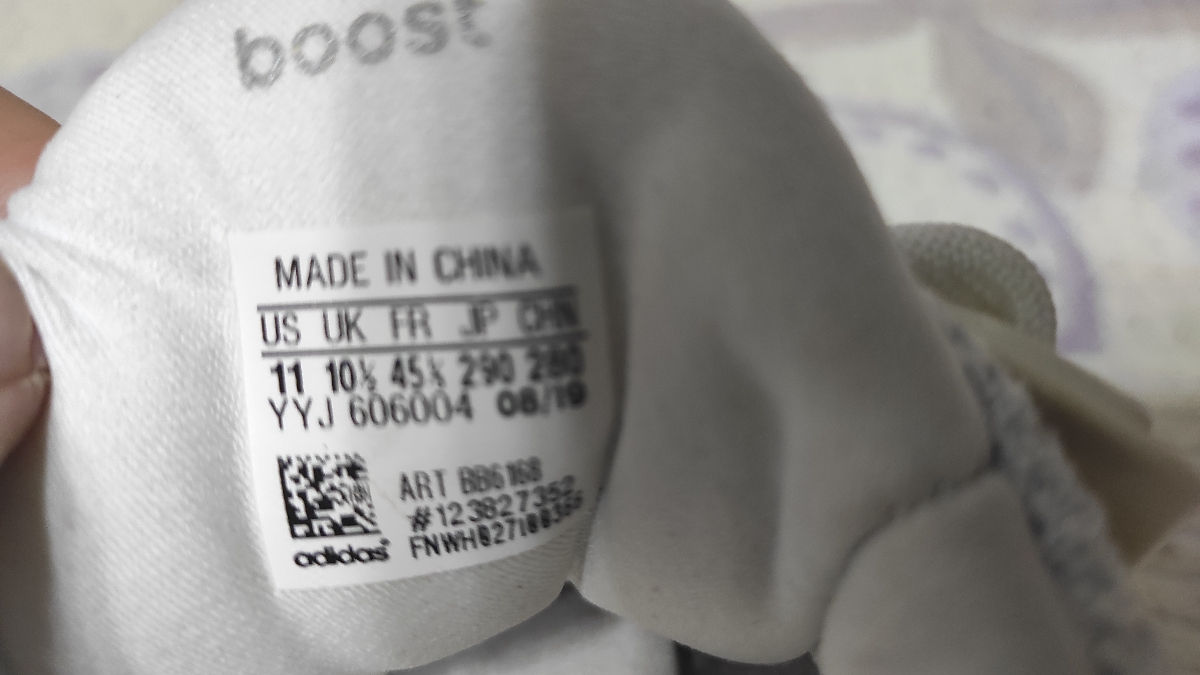 boost
MADE IN CHINA
US UK FR JP CHN
11 10½ 45⅓ 290 280
YYJ 606004 08/19
ART BB6168
#123827352
adidas